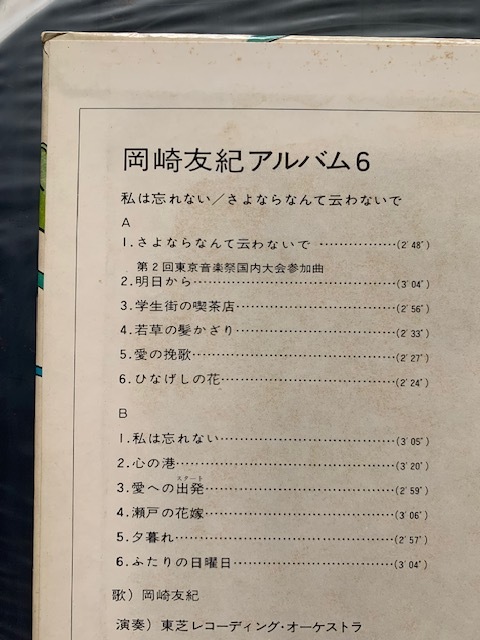 岡崎友紀アルバム6
私は忘れない／さよならなんて云わないで
A
1.さよならなんて云わないで ………………(2′48″)
第2回東京音楽祭国内大会参加曲
2.明日から……………………………(3′04″)
3.学生街の喫茶店……………………(2′56″)
4.若草の髪かざり……………………(2′33″)
5.愛の挽歌……………………………(2′27″)
6.ひなげしの花………………………(2′24″)
B
1.私は忘れない………………………(3′05″)
2.心の港………………………………(3′20″)
スタート
3.愛への出発…………………………(2′59″)
4.瀬戸の花嫁…………………………(3′06″)
5.夕暮れ………………………………(2′57″)
6.ふたりの日曜日……………………(3′04″)
歌）岡崎友紀
演奏）東芝レコーディング・オーケストラ